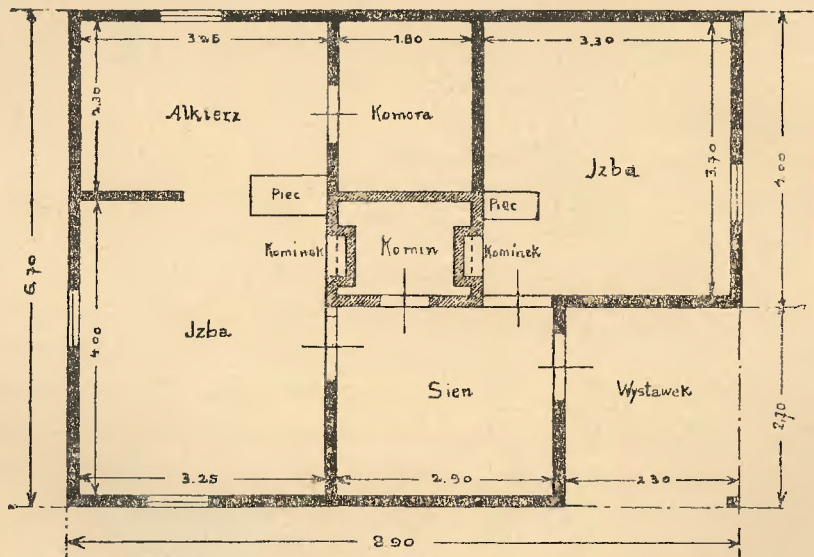 3.25 1.80 3.30
2.30
Alkierz
Komora
Jzba
3.70
4.00
Piec
Piec
Kominek
Komin
Kominek
6.70
4.00
Jzba
Sien
Wystawek
2.70
3.25 2.90 2.30
8.90